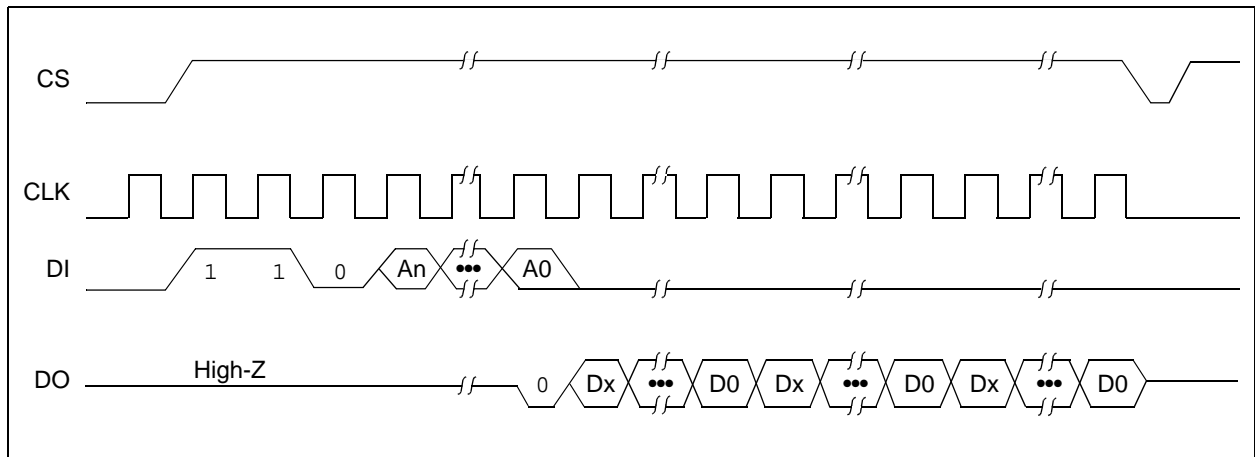 CS
CLK
DI 1 1 0 An ••• A0
High-Z
DO 0 Dx ••• D0 Dx ••• D0 Dx ••• D0